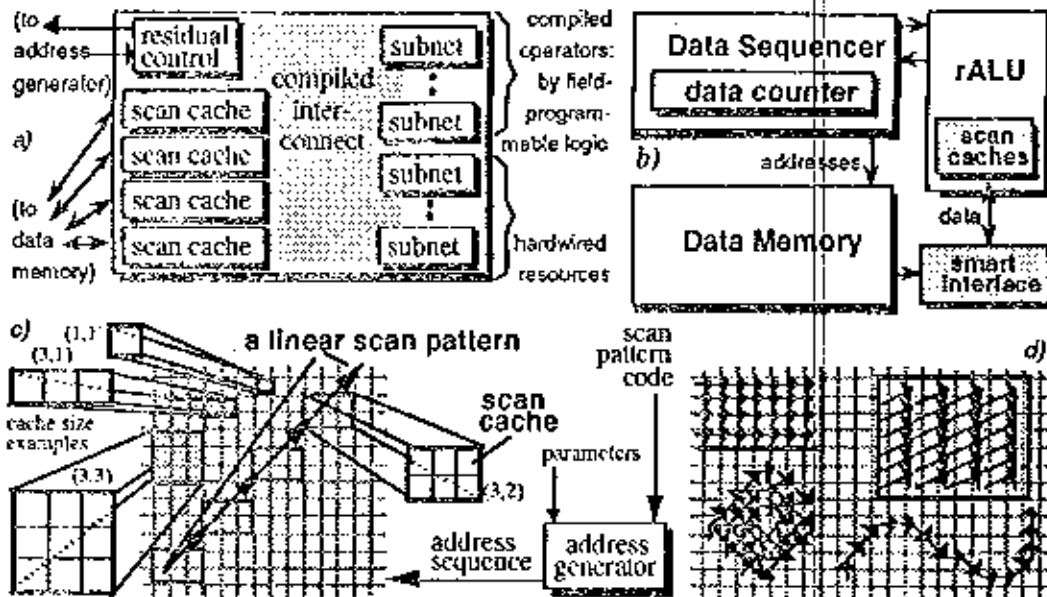 (to
address
generator)
a)
(to
data
memory)
residual
control
scan cache
scan cache
scan cache
scan cache
compiled
inter-
connect
subnet
subnet
subnet
subnet
compiled
operators:
by field-
program-
mable logic
hardwired
resources
Data Sequencer
data counter
b)
addresses
rALU
scan
caches
data
Data Memory
smart
interface
c)
(1,1)
(3,1)
cache size
examples
(3,3)
a linear scan pattern
scan
cache
(3,2)
scan
pattern
code
parameters
address
generator
address
sequence
d)